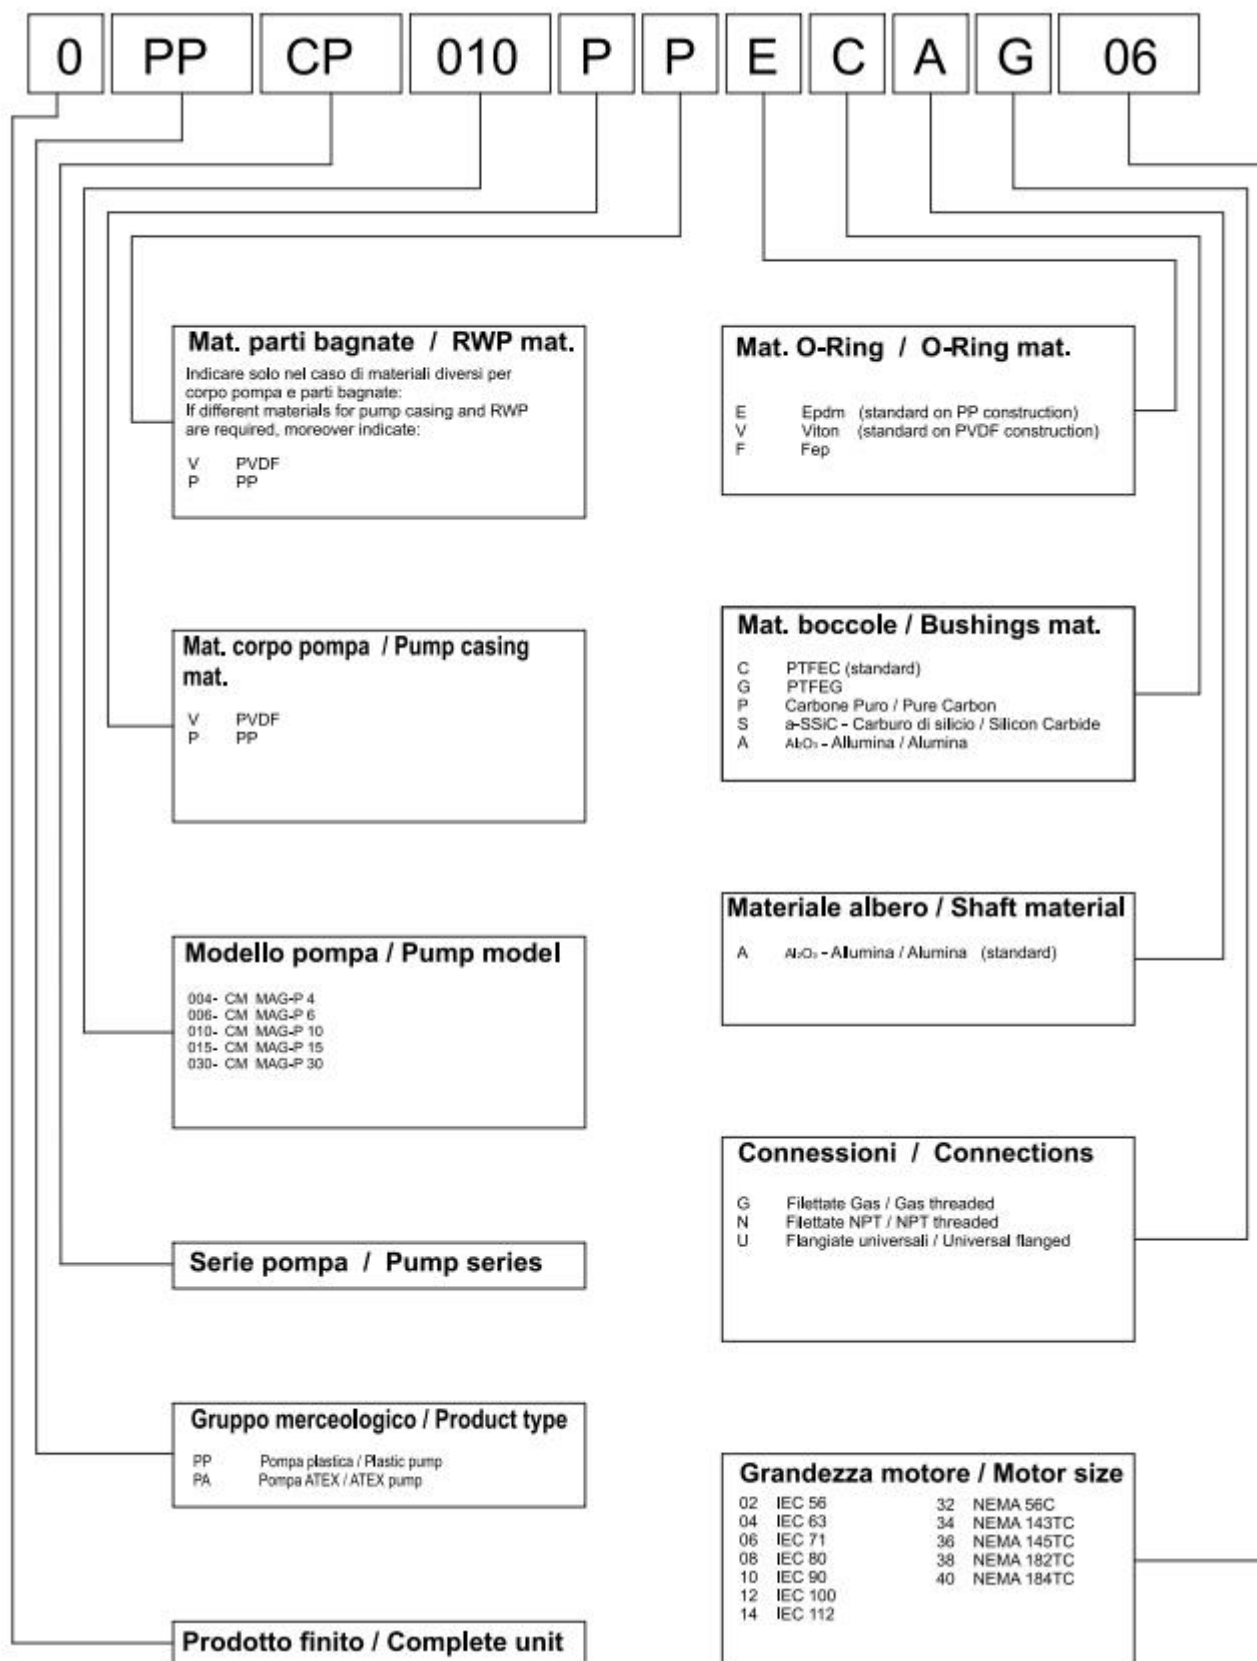 0 PP CP 010 P P E C A G 06
Mat. parti bagnate / RWP mat.
Indicare solo nel caso di materiali diversi per
corpo pompa e parti bagnate:
If different materials for pump casing and RWP
are required, moreover indicate:
V PVDF
P PP
Mat. corpo pompa / Pump casing
mat.
V PVDF
P PP
Modello pompa / Pump model
004- CM MAG-P 4
006- CM MAG-P 6
010- CM MAG-P 10
015- CM MAG-P 15
030- CM MAG-P 30
Serie pompa / Pump series
Gruppo merceologico / Product type
PP Pompa plastica / Plastic pump
PA Pompa ATEX / ATEX pump
Prodotto finito / Complete unit
Mat. O-Ring / O-Ring mat.
E Epdm (standard on PP construction)
V Viton (standard on PVDF construction)
F Fep
Mat. boccole / Bushings mat.
C PTFEC (standard)
G PTFEG
P Carbone Puro / Pure Carbon
S a-SSiC - Carburo di silicio / Silicon Carbide
A Al₂O₃ - Allumina / Alumina
Materiale albero / Shaft material
A Al₂O₃ - Allumina / Alumina (standard)
Connessioni / Connections
G Filettate Gas / Gas threaded
N Filettate NPT / NPT threaded
U Flangiate universali / Universal flanged
Grandezza motore / Motor size
02 IEC 56 32 NEMA 56C
04 IEC 63 34 NEMA 143TC
06 IEC 71 36 NEMA 145TC
08 IEC 80 38 NEMA 182TC
10 IEC 90 40 NEMA 184TC
12 IEC 100
14 IEC 112